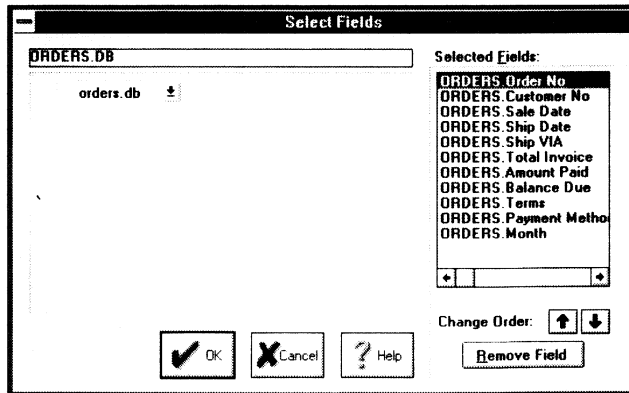 Select Fields
ORDERS.DB
orders.db
Selected Fields:
ORDERS.Order No
ORDERS.Customer No
ORDERS.Sale Date
ORDERS.Ship Date
ORDERS.Ship VIA
ORDERS.Total Invoice
ORDERS.Amount Paid
ORDERS.Balance Due
ORDERS.Terms
ORDERS.Payment Metho
ORDERS.Month
Change Order:
OK
Cancel
? Help
Remove Field